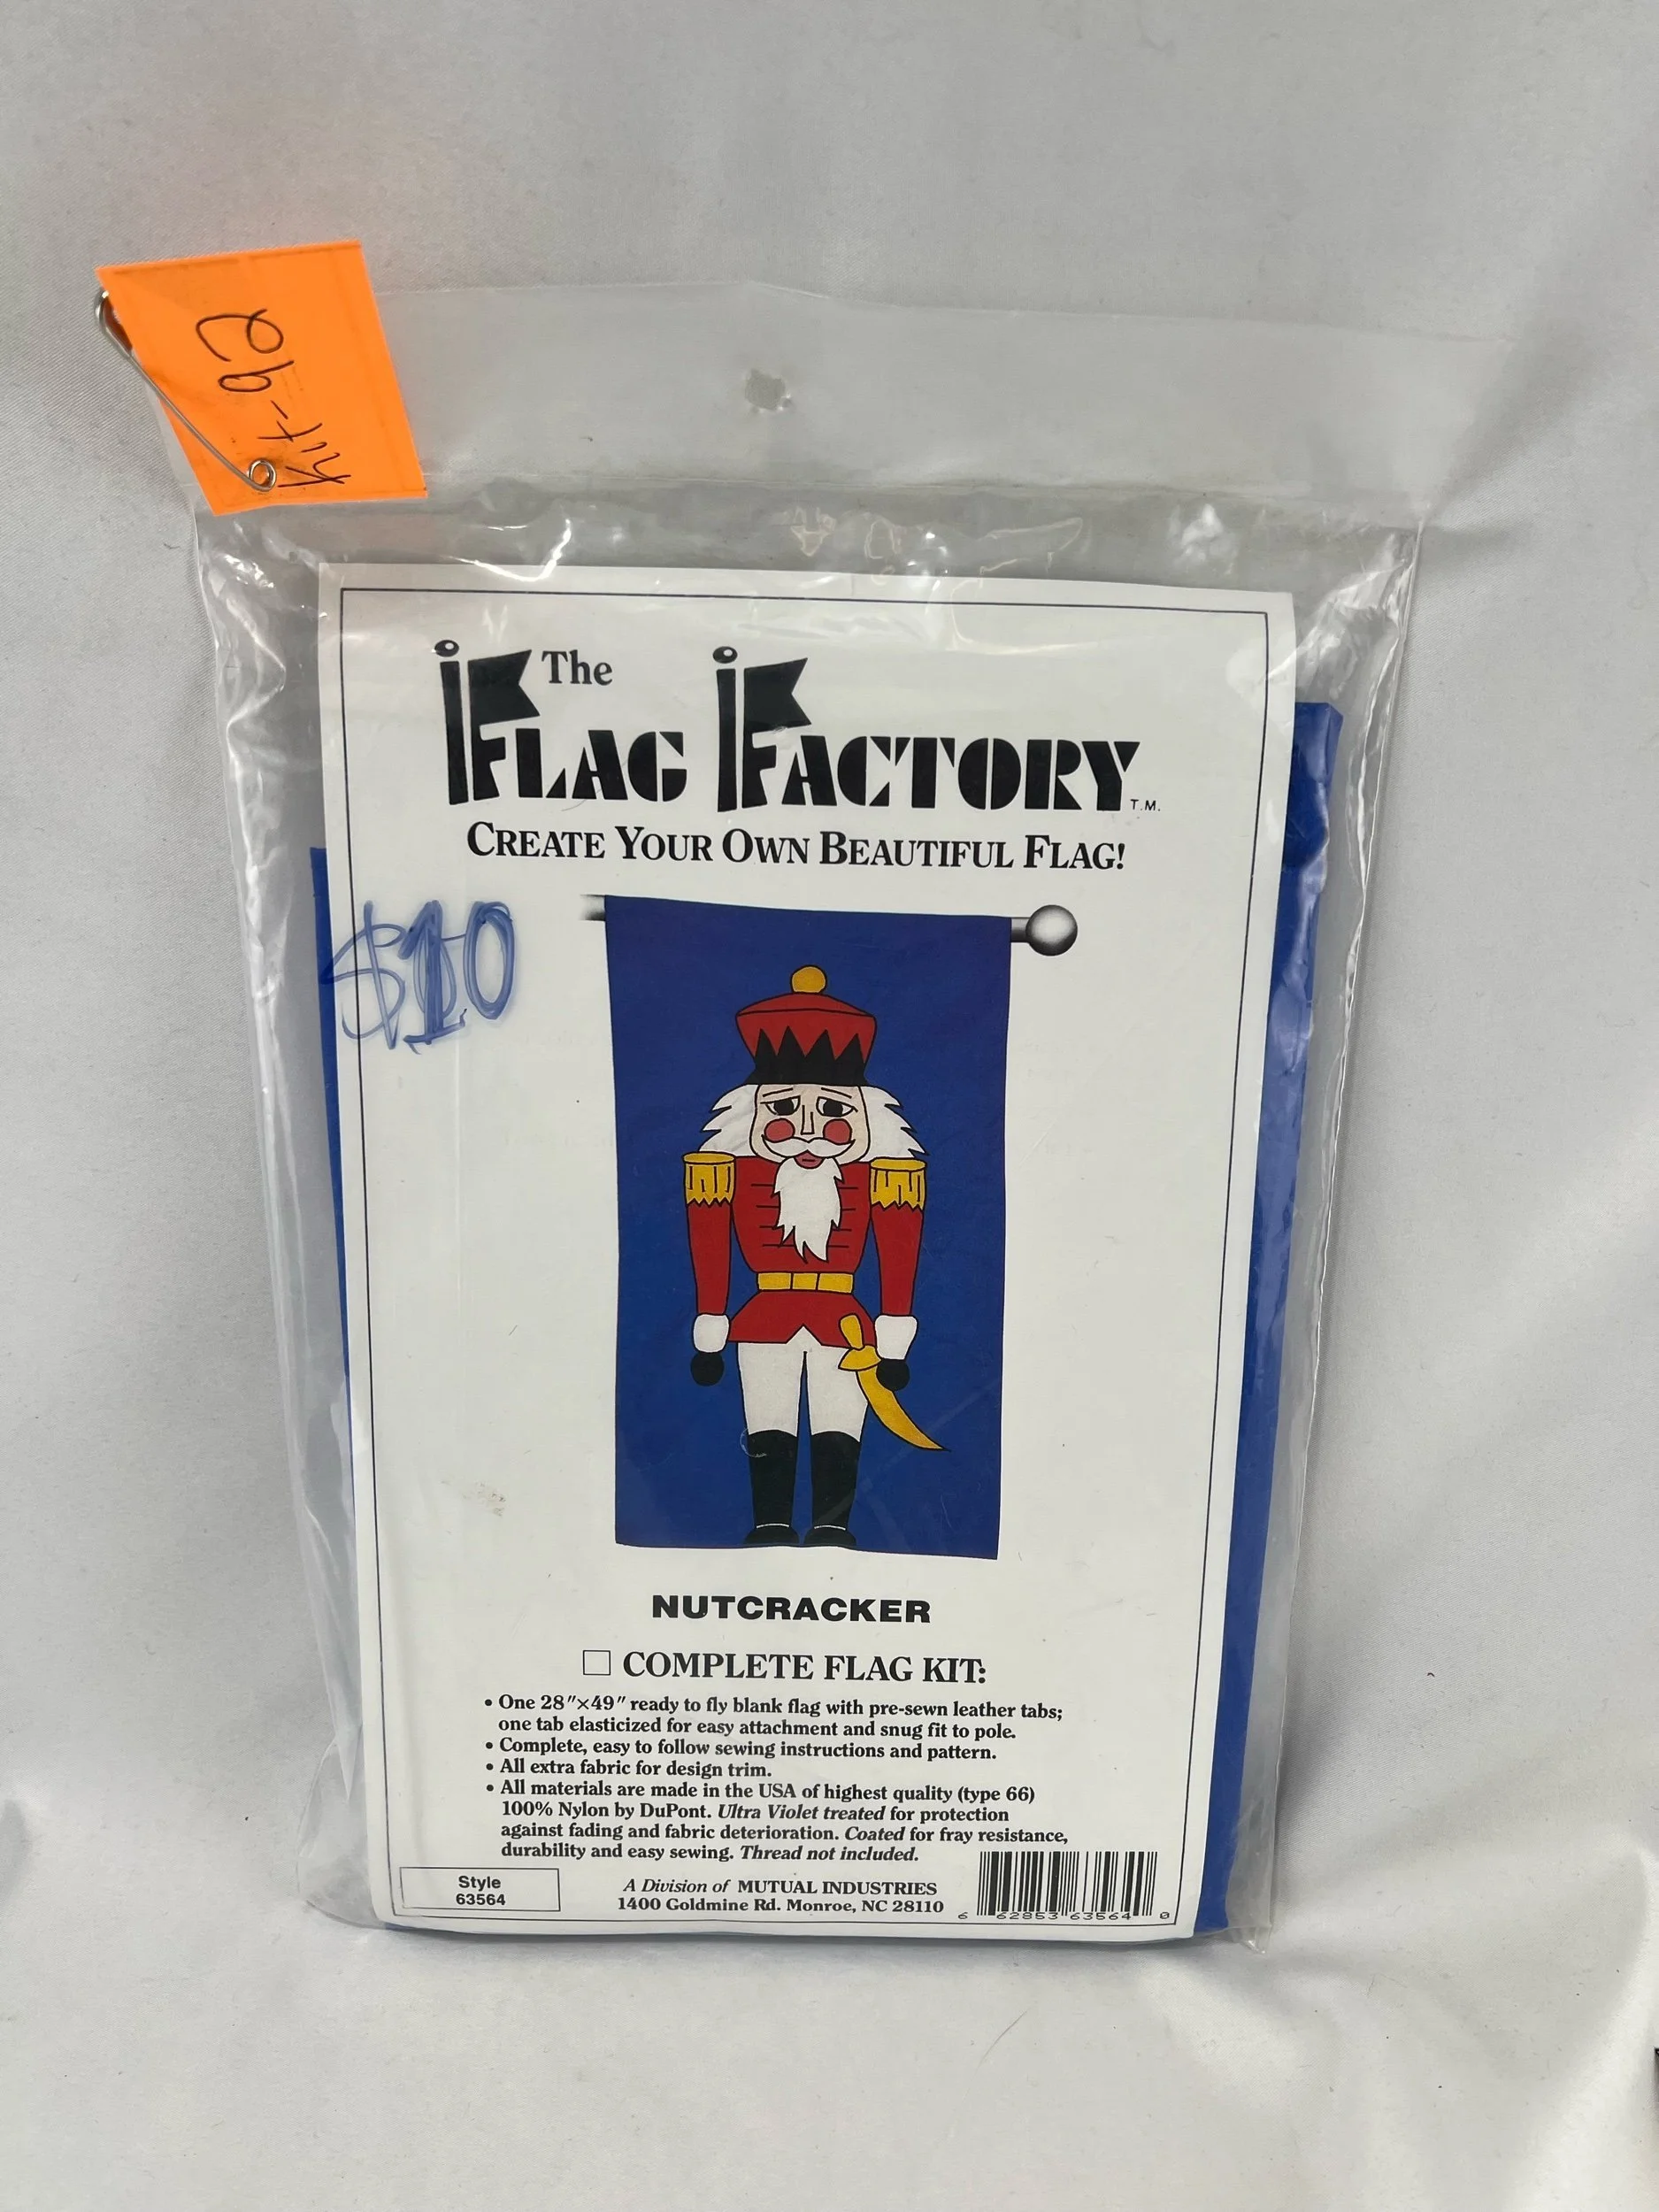 Kit-92
The
FLAG FACTORY T.M.
CREATE YOUR OWN BEAUTIFUL FLAG!
$10
NUTCRACKER
☐ COMPLETE FLAG KIT:
• One 28"×49" ready to fly blank flag with pre-sewn leather tabs;
one tab elasticized for easy attachment and snug fit to pole.
• Complete, easy to follow sewing instructions and pattern.
• All extra fabric for design trim.
• All materials are made in the USA of highest quality (type 66)
100% Nylon by DuPont. Ultra Violet treated for protection
against fading and fabric deterioration. Coated for fray resistance,
durability and easy sewing. Thread not included.
Style
63564
A Division of MUTUAL INDUSTRIES
1400 Goldmine Rd. Monroe, NC 28110
6 62853 63564 0